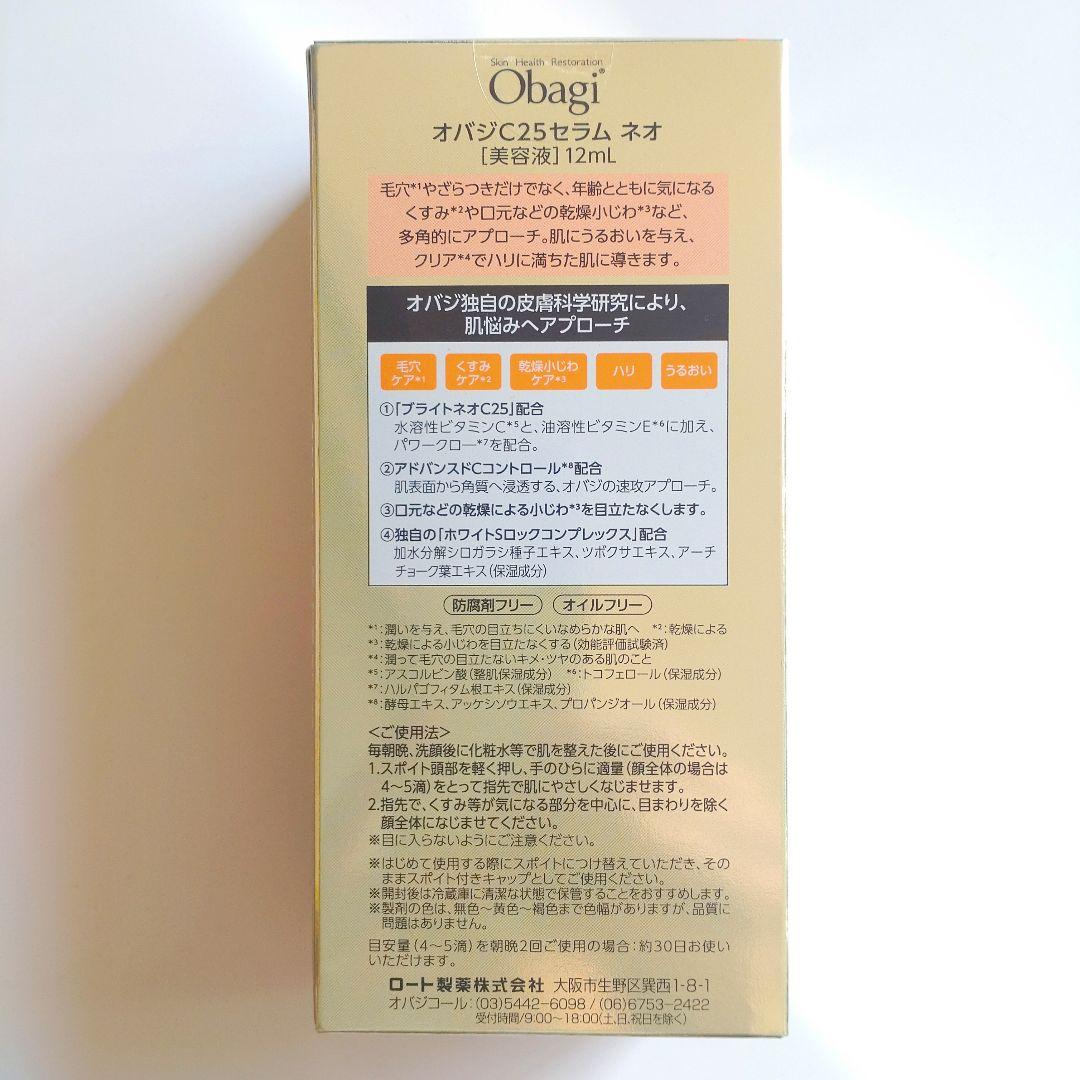 Skin Health Restoration
Obagi®
オバジC25セラム ネオ
[美容液]12mL
毛穴*1やざらつきだけでなく、年齢とともに気になる
くすみ*2や口元などの乾燥小じわ*3など、
多角的にアプローチ。肌にうるおいを与え、
クリア*4でハリに満ちた肌に導きます。
オバジ独自の皮膚科学研究により、
肌悩みへアプローチ
毛穴
ケア*1
くすみ
ケア*2
乾燥小じわ
ケア*3
ハリ
うるおい
①「ブライトネオC25」配合
水溶性ビタミンC*5と、油溶性ビタミンE*6に加え、
パワークロー*7を配合。
②アドバンスドCコントロール*8配合
肌表面から角質へ浸透する、オバジの速攻アプローチ。
③口元などの乾燥による小じわ*3を目立たなくします。
④独自の「ホワイトSロックコンプレックス」配合
加水分解シロガラシ種子エキス、ツボクサエキス、アーチ
チョーク葉エキス(保湿成分)
防腐剤フリー オイルフリー
*1:潤いを与え、毛穴の目立ちにくいなめらかな肌へ *2:乾燥による
*3:乾燥による小じわを目立たなくする(効能評価試験済)
*4:潤って毛穴の目立たないキメ・ツヤのある肌のこと
*5:アスコルビン酸(整肌保湿成分) *6:トコフェロール(保湿成分)
*7:ハルパゴフィタム根エキス(保湿成分)
*8:酵母エキス、アッケシソウエキス、プロパンジオール(保湿成分)
<ご使用法>
毎朝晩、洗顔後に化粧水等で肌を整えた後にご使用ください。
1.スポイト頭部を軽く押し、手のひらに適量(顔全体の場合は
4~5滴)をとって指先で肌にやさしくなじませます。
2.指先で、くすみ等が気になる部分を中心に、目まわりを除く
顔全体になじませてください。
※目に入らないようにご注意ください。
※はじめて使用する際にスポイトにつけ替えていただき、その
ままスポイト付きキャップとしてご使用ください。
※開封後は冷蔵庫に清潔な状態で保管することをおすすめします。
※製剤の色は、無色~黄色~褐色まで色幅がありますが、品質に
問題はありません。
目安量(4~5滴)を朝晩2回ご使用の場合:約30日お使い
いただけます。
ロート製薬株式会社 大阪市生野区巽西1-8-1
オバジコール:(03)5442-6098/(06)6753-2422
受付時間/9:00~18:00(土、日、祝日を除く)